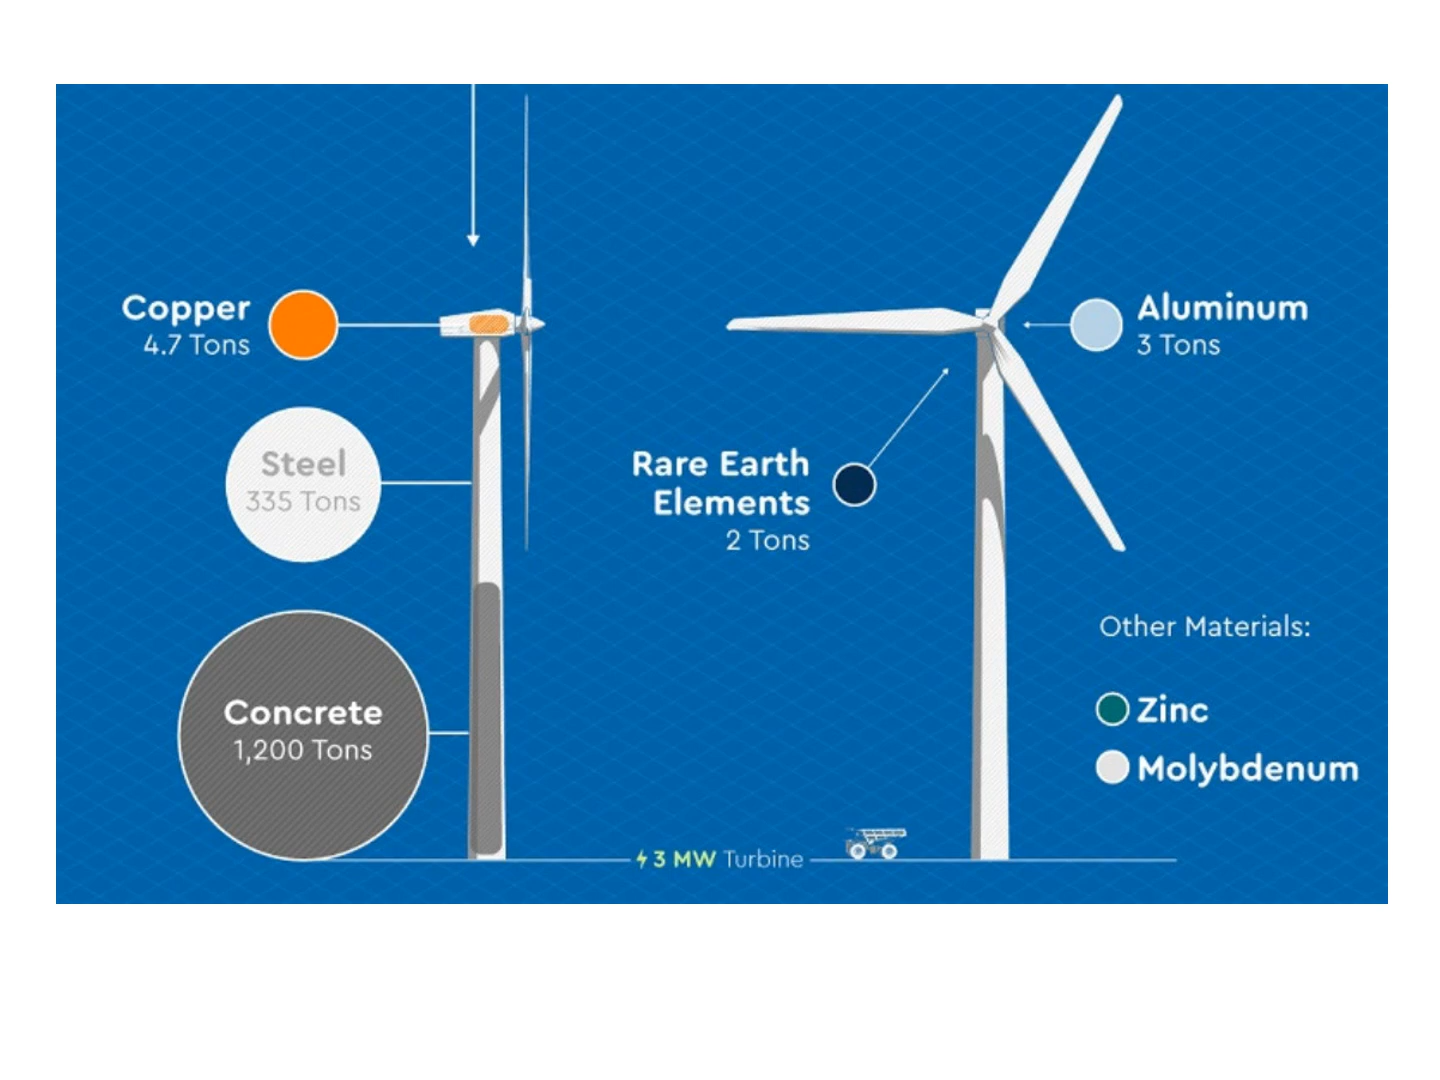 Copper
4.7 Tons
Steel
335 Tons
Concrete
1,200 Tons
Rare Earth
Elements
2 Tons
Aluminum
3 Tons
Other Materials:
Zinc
Molybdenum
3 MW Turbine